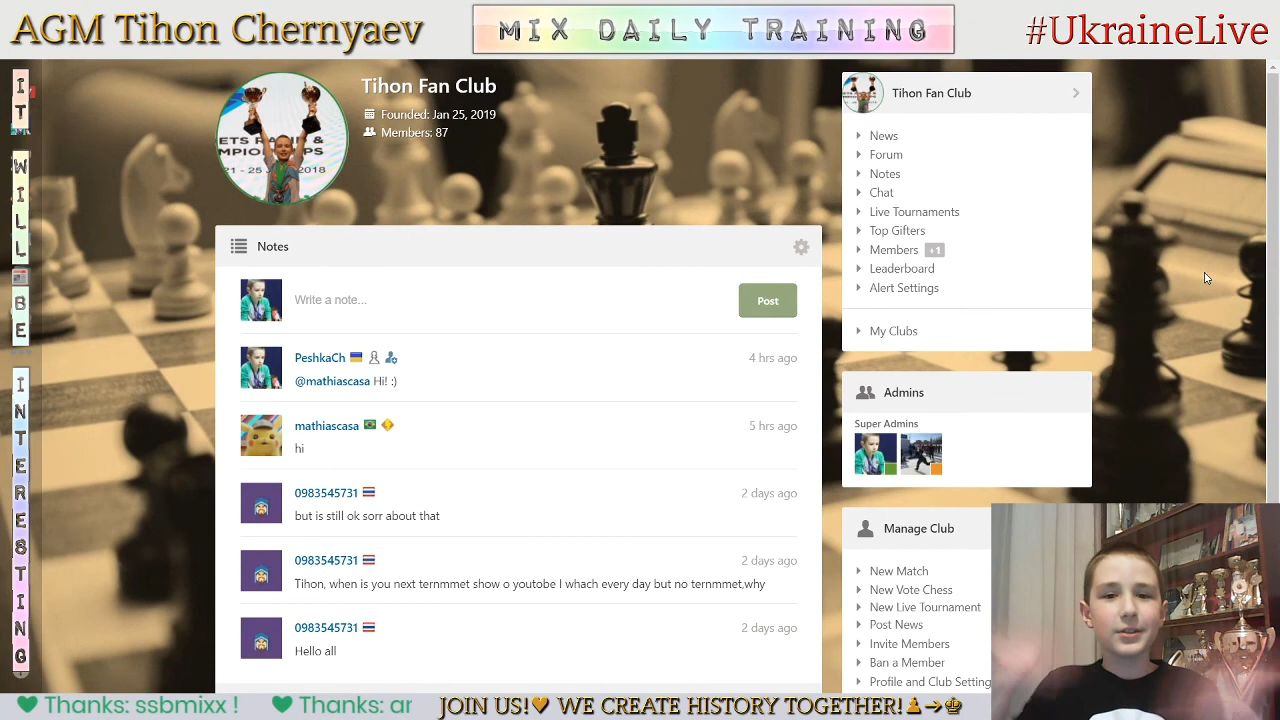 AGM Tihon Chernyaev
MIX DAILY TRAINING
#UkraineLive
IT WILL BE INTERESTING
ETS RAPID &
MPIONSHIPS
21 - 25 2018
Tihon Fan Club
Founded: Jan 25, 2019
Members: 87
Notes
Write a note...
Post
PeshkaCh
4 hrs ago
@mathiascasa Hi! :)
mathiascasa
5 hrs ago
hi
0983545731
2 days ago
but is still ok sorr about that
0983545731
2 days ago
Tihon, when is you next ternmmet show o youtobe I whach every day but no ternmmet,why
0983545731
2 days ago
Hello all
Tihon Fan Club
News
Forum
Notes
Chat
Live Tournaments
Top Gifters
Members +1
Leaderboard
Alert Settings
My Clubs
Admins
Super Admins
Manage Club
New Match
New Vote Chess
New Live Tournament
Post News
Invite Members
Ban a Member
Profile and Club Setting
Thanks: ssbmixx !
Thanks: ar
JOIN US! WE CREATE HISTORY TOGETHER!